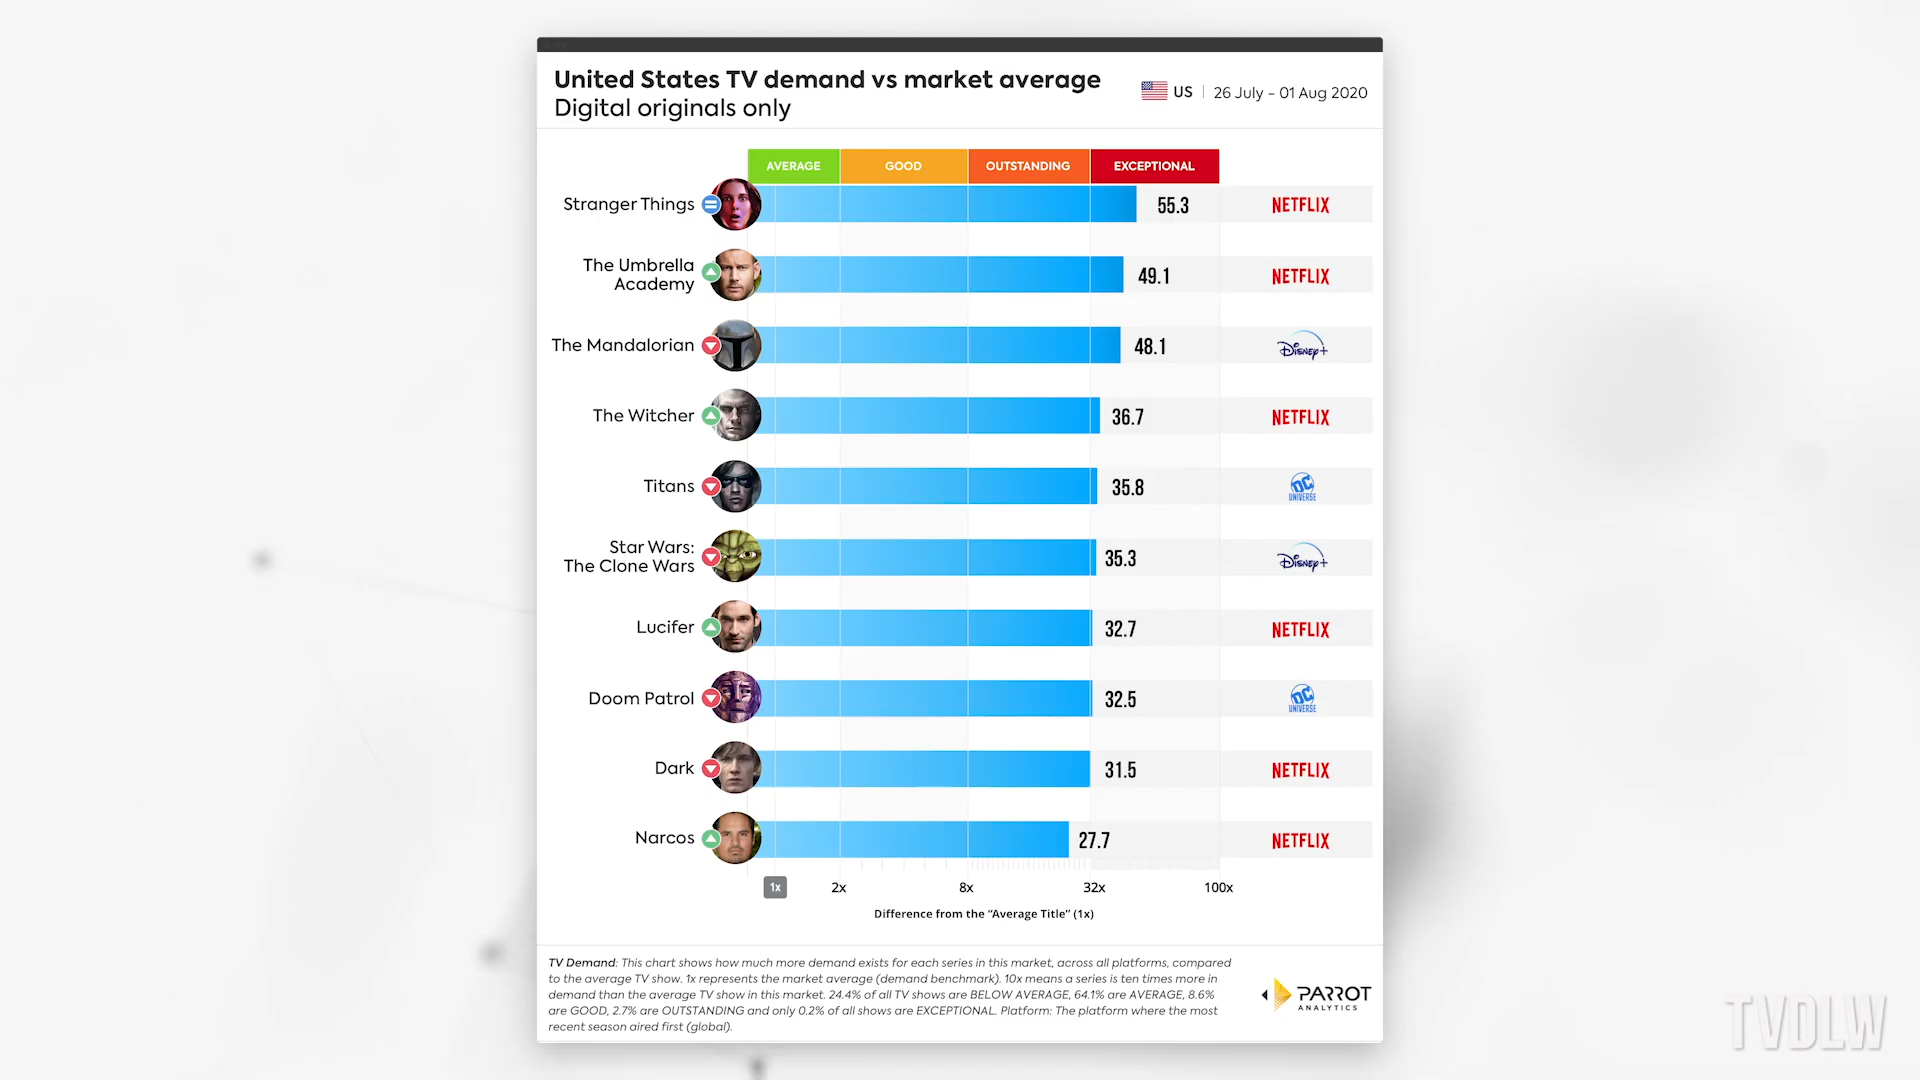 United States TV demand vs market average
Digital originals only
US | 26 July - 01 Aug 2020
AVERAGE
GOOD
OUTSTANDING
EXCEPTIONAL
Stranger Things
55.3
NETFLIX
The Umbrella
Academy
49.1
NETFLIX
The Mandalorian
48.1
Disney+
The Witcher
36.7
NETFLIX
Titans
35.8
DC
UNIVERSE
Star Wars:
The Clone Wars
35.3
Disney+
Lucifer
32.7
NETFLIX
Doom Patrol
32.5
DC
UNIVERSE
Dark
31.5
NETFLIX
Narcos
27.7
NETFLIX
1x
2x
8x
32x
100x
Difference from the “Average Title” (1x)
TV Demand: This chart shows how much more demand exists for each series in this market, across all platforms, compared
to the average TV show. 1x represents the market average (demand benchmark). 10x means a series is ten times more in
demand than the average TV show in this market. 24.4% of all TV shows are BELOW AVERAGE, 64.1% are AVERAGE, 8.6%
are GOOD, 2.7% are OUTSTANDING and only 0.2% of all shows are EXCEPTIONAL. Platform: The platform where the most
recent season aired first (global).
PARROT
ANALYTICS
TVDLW